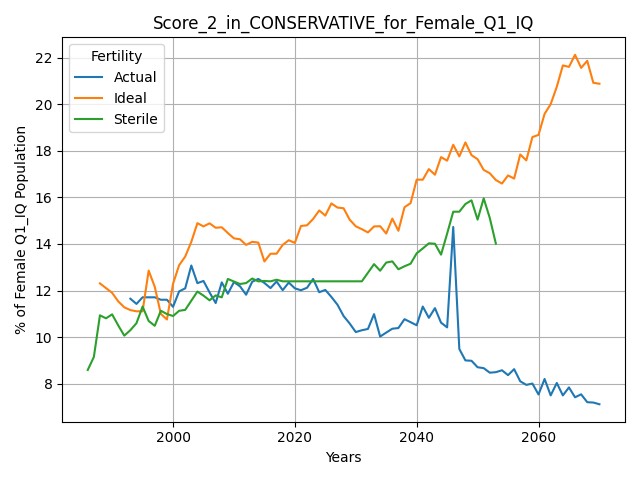 Score_2_in_CONSERVATIVE_for_Female_Q1_IQ
Fertility
Actual
Ideal
Sterile
% of Female Q1_IQ Population
22
20
18
16
14
12
10
8
2000 2020 2040 2060
Years